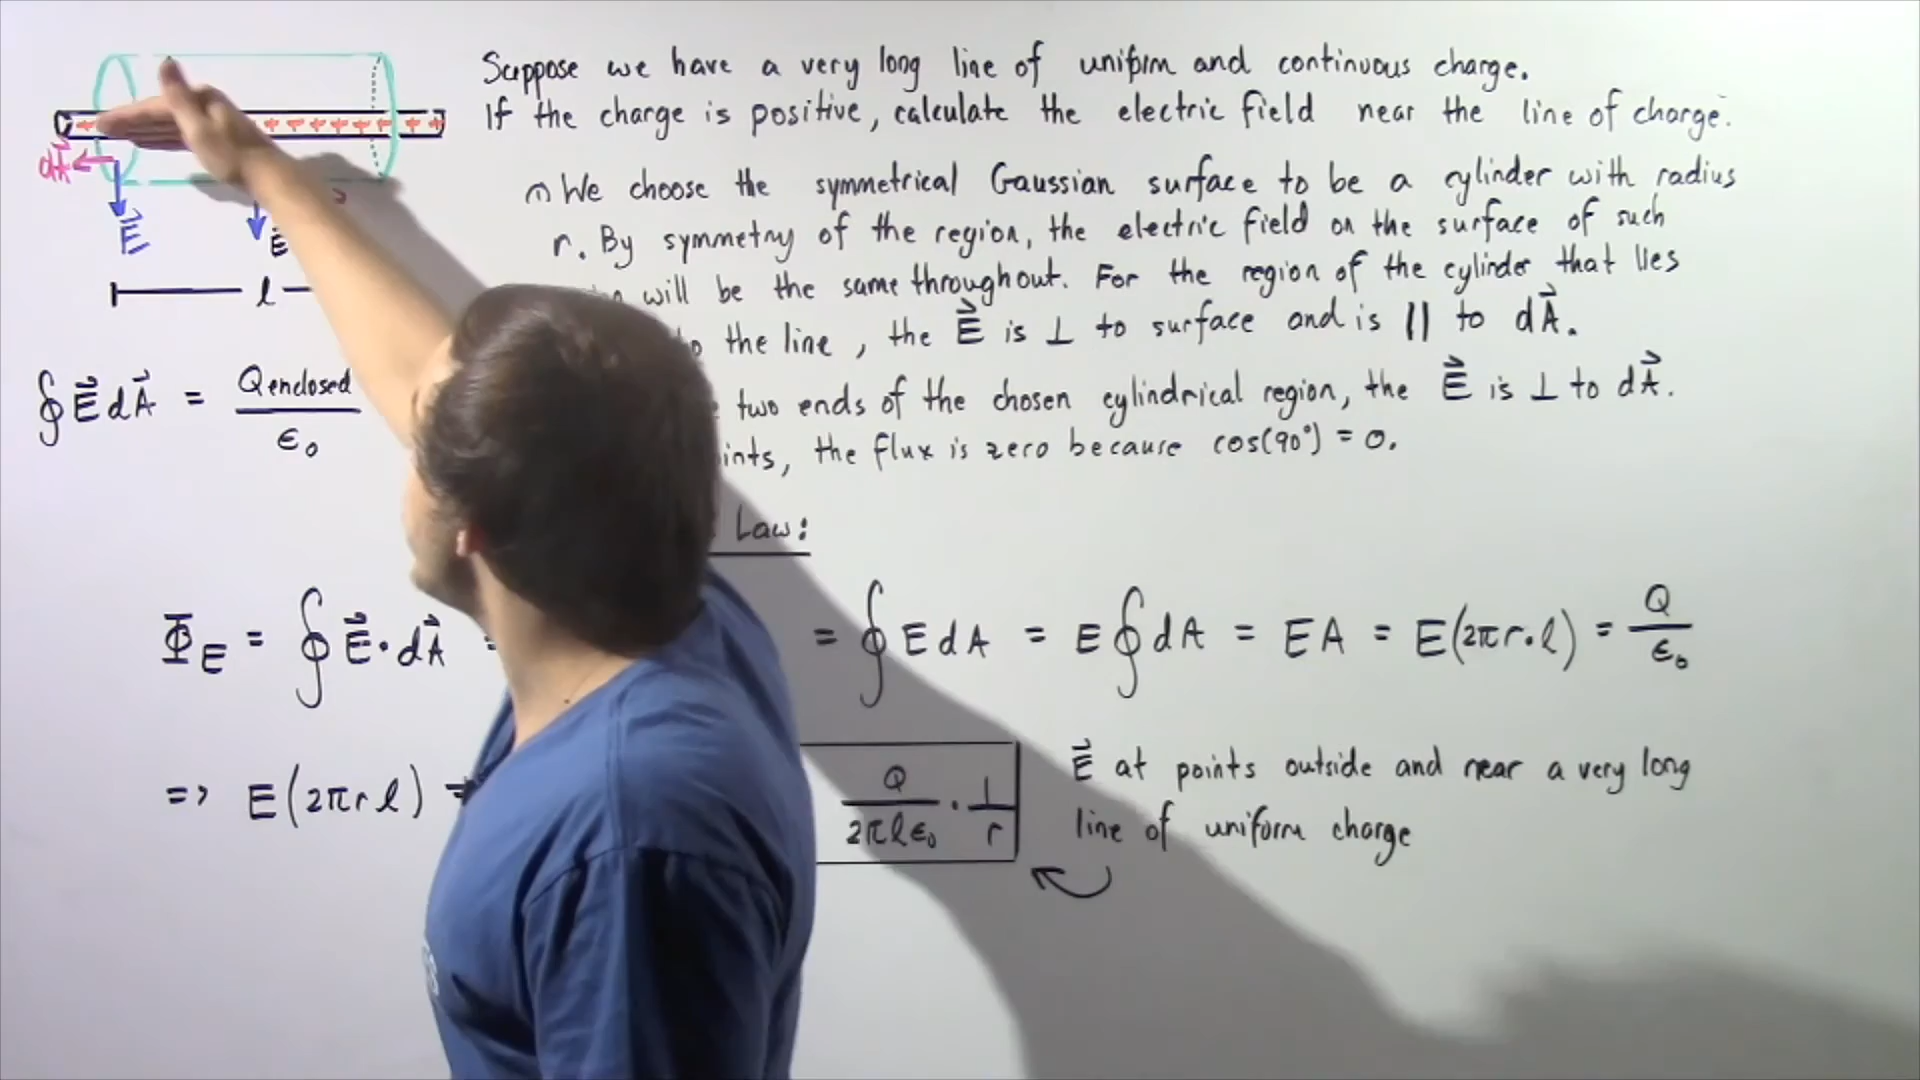 Suppose we have a very long line of uniform and continuous charge.
If the charge is positive, calculate the electric field near the line of charge.
+ + + + + + + +
dA⃗
E⃗
E⃗
l
1) We choose the symmetrical Gaussian surface to be a cylinder with radius
r. By symmetry of the region, the electric field on the surface of such
will be the same throughout. For the region of the cylinder that lies
to the line, the E⃗ is ⊥ to surface and is || to dA⃗.
two ends of the chosen cylindrical region, the E⃗ is ⊥ to dA⃗.
the flux is zero because cos(90°) = 0.
∮E⃗ dA⃗ = Qenclosed / ε₀
Law:
Φ_E = ∮E⃗·dA⃗ = = ∮E dA = E∮dA = EA = E(2πr·l) = Q/ε₀
=> E(2πrl) = Q/2πlε₀ · 1/r
E⃗ at points outside and near a very long
line of uniform charge